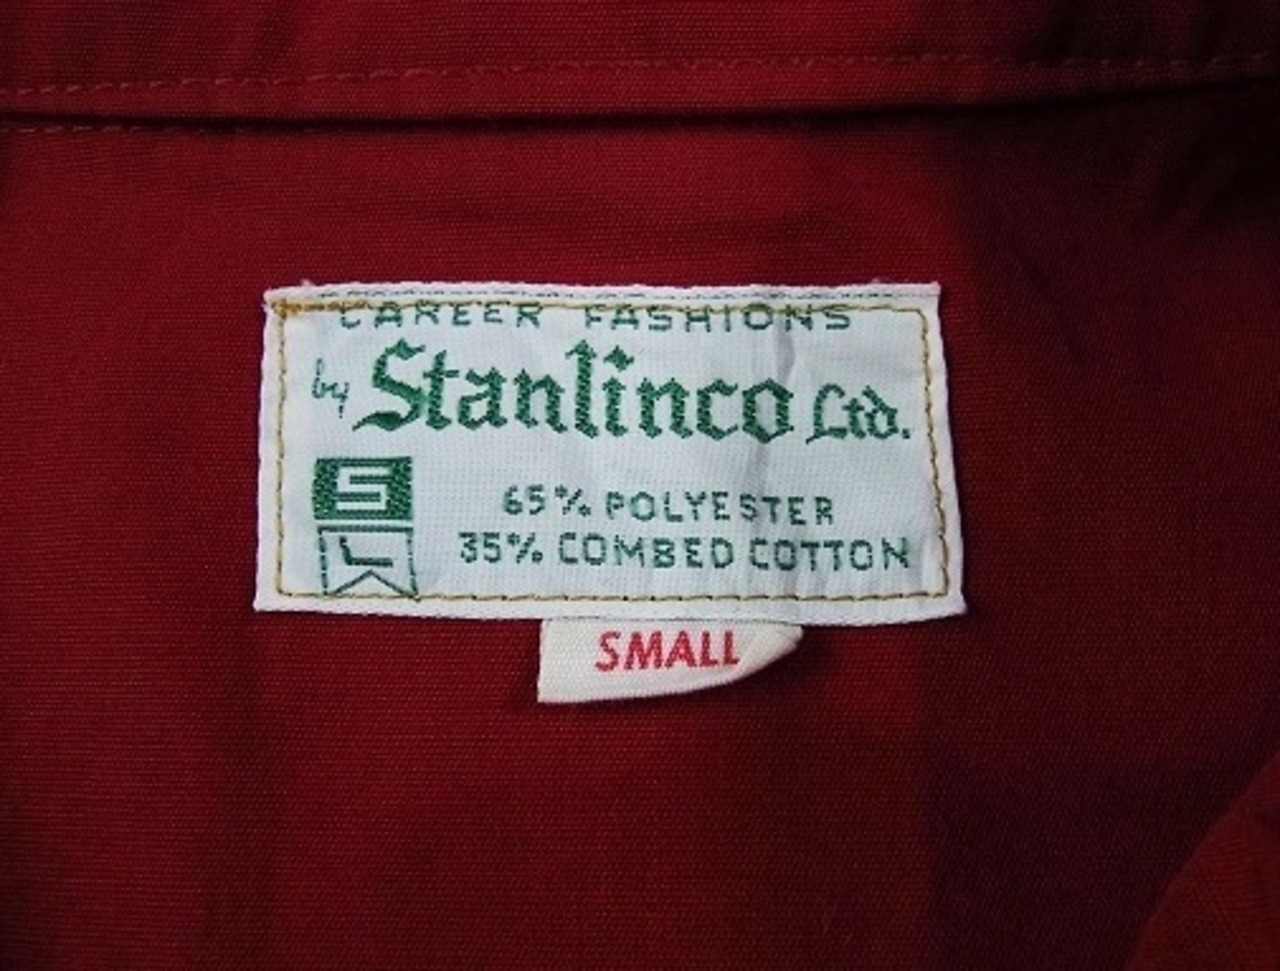 CAREER FASHIONS
by Stanlinco Ltd.
S
L
65% POLYESTER
35% COMBED COTTON
SMALL